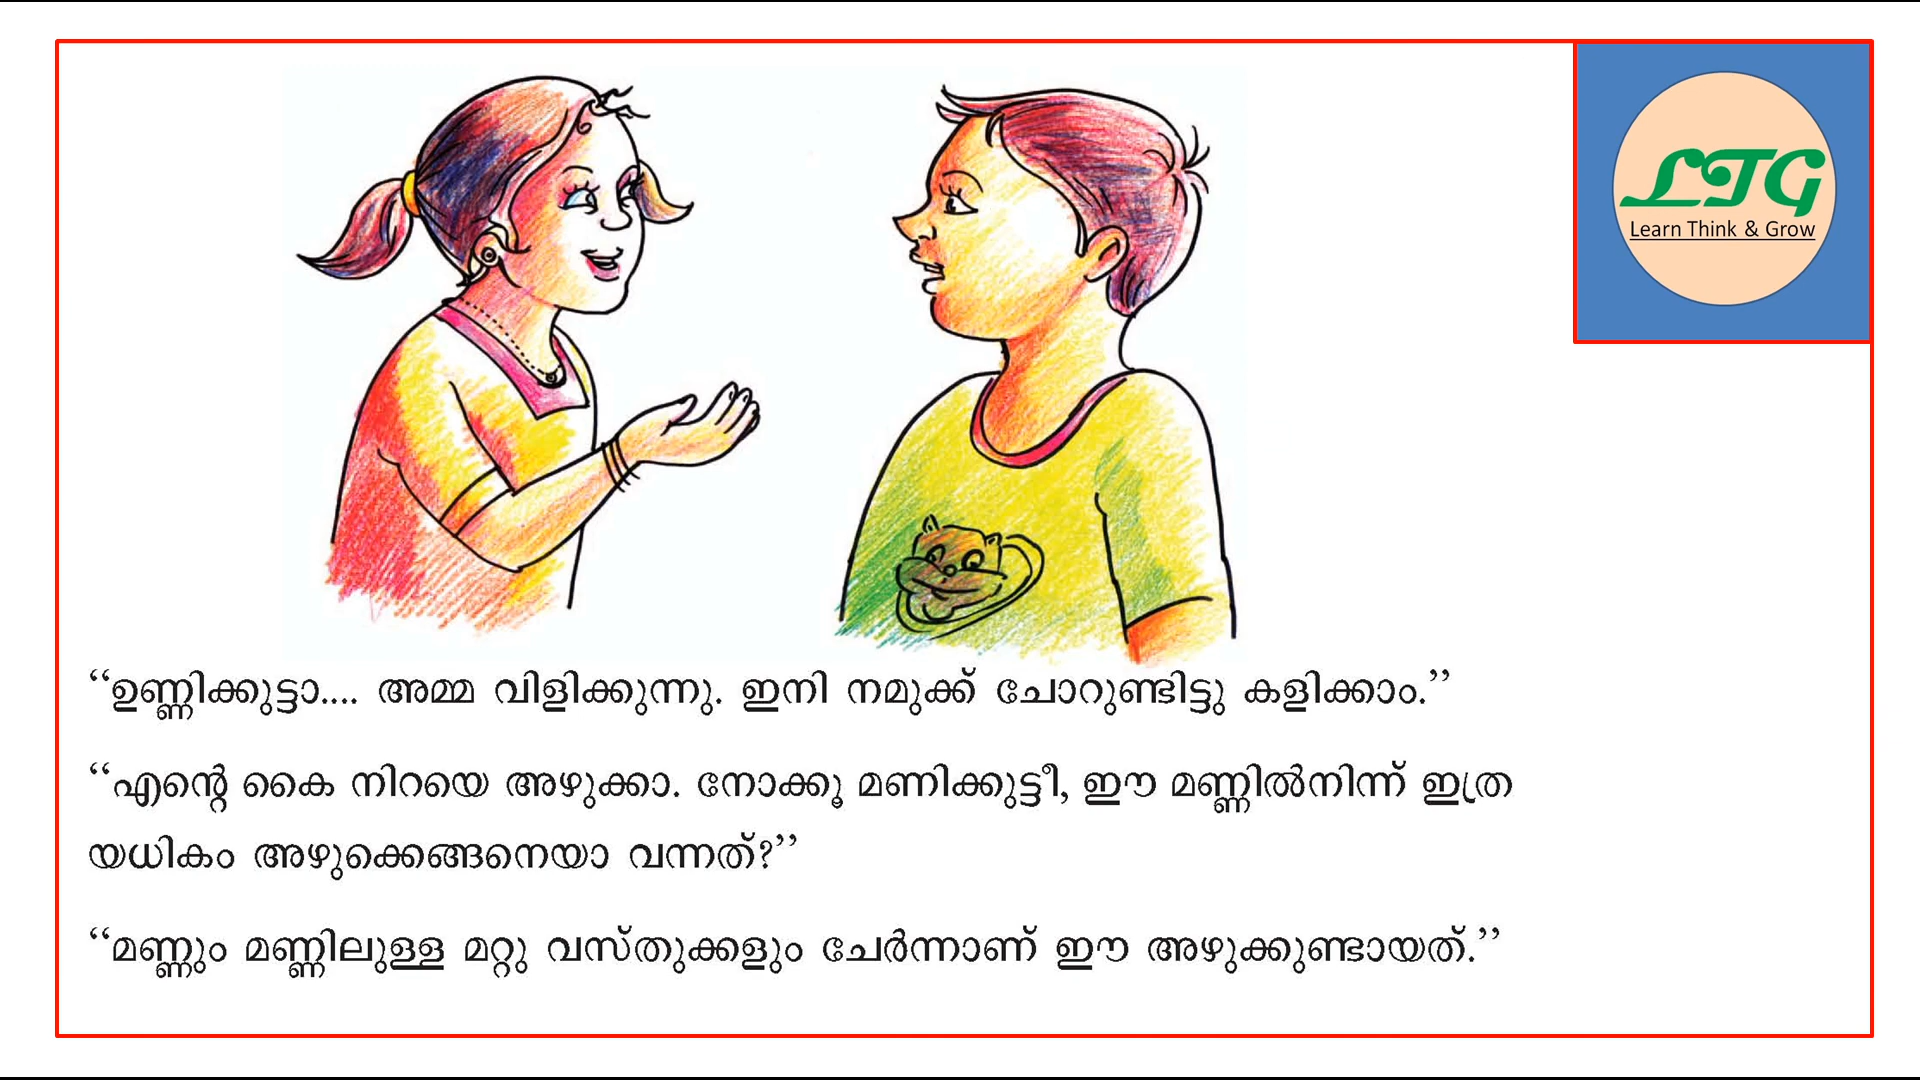 LTG
Learn Think & Grow
‘‘ഉണ്ണിക്കുട്ടാ.... അമ്മ വിളിക്കുന്നു. ഇനി നമുക്ക് ചോറുണ്ടിട്ടു കളിക്കാം.’’
‘‘എന്റെ കൈ നിറയെ അഴുക്കാ. നോക്കൂ മണിക്കുട്ടീ, ഈ മണ്ണിൽനിന്ന് ഇത്ര
യധികം അഴുക്കെങ്ങനെയാ വന്നത്?’’
‘‘മണ്ണും മണ്ണിലുള്ള മറ്റു വസ്തുക്കളും ചേർന്നാണ് ഈ അഴുക്കുണ്ടായത്.’’